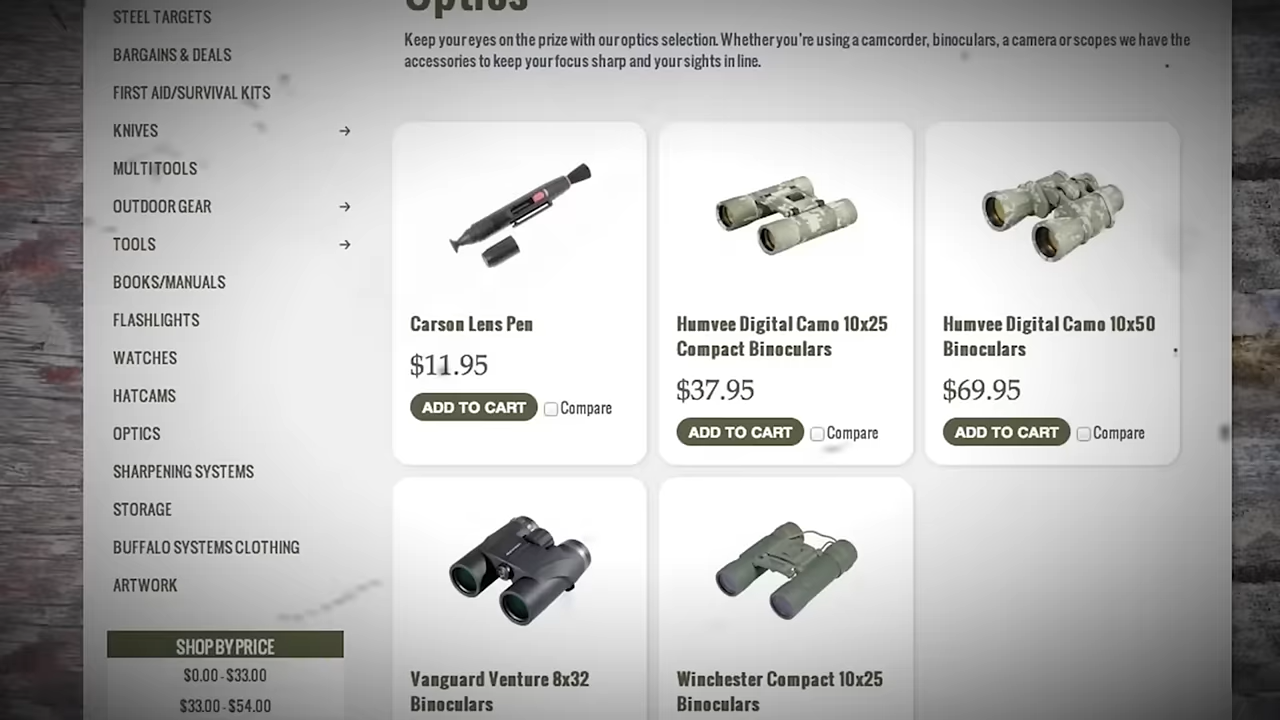 Optics
STEEL TARGETS
BARGAINS & DEALS
FIRST AID/SURVIVAL KITS
KNIVES
MULTITOOLS
OUTDOOR GEAR
TOOLS
BOOKS/MANUALS
FLASHLIGHTS
WATCHES
HATCAMS
OPTICS
SHARPENING SYSTEMS
STORAGE
BUFFALO SYSTEMS CLOTHING
ARTWORK
SHOP BY PRICE
$0.00 - $33.00
$33.00 - $54.00
Keep your eyes on the prize with our optics selection. Whether you're using a camcorder, binoculars, a camera or scopes we have the
accessories to keep your focus sharp and your sights in line.
Carson Lens Pen
$11.95
ADD TO CART Compare
Humvee Digital Camo 10x25
Compact Binoculars
$37.95
ADD TO CART Compare
Humvee Digital Camo 10x50
Binoculars
$69.95
ADD TO CART Compare
Vanguard Venture 8x32
Binoculars
Winchester Compact 10x25
Binoculars